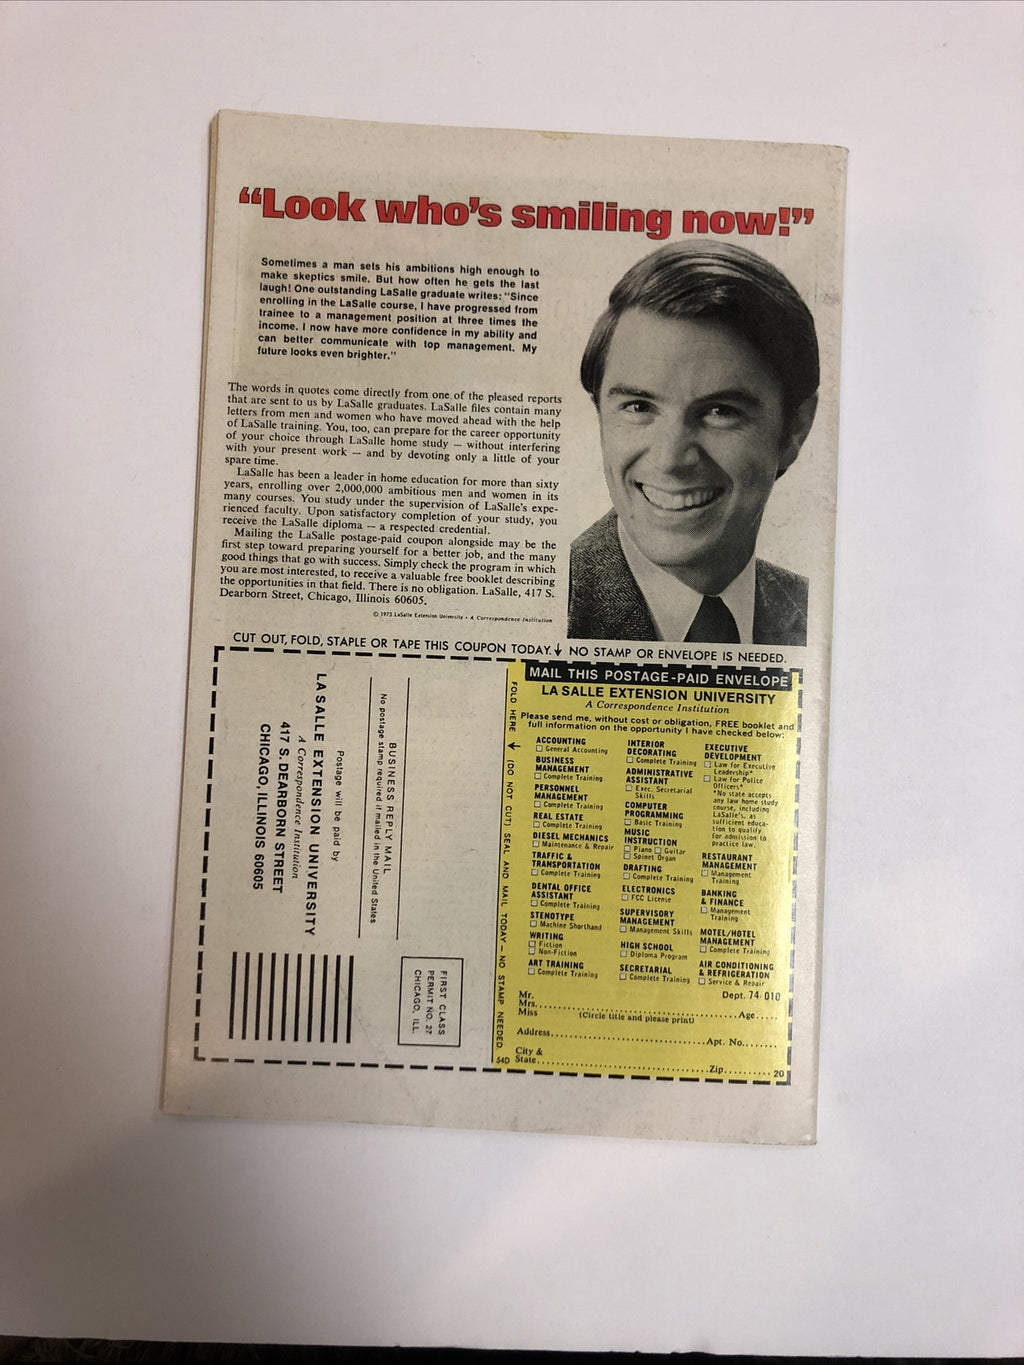 “Look who’s smiling now!”
Sometimes a man sets his ambitions high enough to
make skeptics smile. But how often he gets the last
laugh! One outstanding LaSalle graduate writes: "Since
enrolling in the LaSalle course, I have progressed from
trainee to a management position at three times the
income. I now have more confidence in my ability and
can better communicate with top management. My
future looks even brighter."
The words in quotes come directly from one of the pleased reports
that are sent to us by LaSalle graduates. LaSalle files contain many
letters from men and women who have moved ahead with the help
of LaSalle training. You, too, can prepare for the career opportunity
of your choice through LaSalle home study — without interfering
with your present work — and by devoting only a little of your
spare time.
LaSalle has been a leader in home education for more than sixty
years, enrolling over 2,000,000 ambitious men and women in its
many courses. You study under the supervision of LaSalle's expe-
rienced faculty. Upon satisfactory completion of your study, you
receive the LaSalle diploma — a respected credential.
Mailing the LaSalle postage-paid coupon alongside may be the
first step toward preparing yourself for a better job, and the many
good things that go with success. Simply check the program in which
you are most interested, to receive a valuable free booklet describing
the opportunities in that field. There is no obligation. LaSalle, 417 S.
Dearborn Street, Chicago, Illinois 60605.
© 1973 LaSalle Extension University • A Correspondence Institution
CUT OUT, FOLD, STAPLE OR TAPE THIS COUPON TODAY. ↓ NO STAMP OR ENVELOPE IS NEEDED.
FIRST CLASS
PERMIT NO. 27
CHICAGO, ILL.
BUSINESS REPLY MAIL
No postage stamp required if mailed in the United States
Postage will be paid by
LA SALLE EXTENSION UNIVERSITY
A Correspondence Institution
417 S. DEARBORN STREET
CHICAGO, ILLINOIS 60605
FOLD HERE → (DO NOT CUT) SEAL AND MAIL TODAY — NO STAMP NEEDED.
MAIL THIS POSTAGE-PAID ENVELOPE
LA SALLE EXTENSION UNIVERSITY
A Correspondence Institution
Please send me, without cost or obligation, FREE booklet and
full information on the opportunity I have checked below:
ACCOUNTING
☐ General Accounting
BUSINESS
MANAGEMENT
☐ Complete Training
PERSONNEL
MANAGEMENT
☐ Complete Training
REAL ESTATE
☐ Complete Training
DIESEL MECHANICS
☐ Maintenance & Repair
TRAFFIC &
TRANSPORTATION
☐ Complete Training
DENTAL OFFICE
ASSISTANT
☐ Complete Training
STENOTYPE
☐ Machine Shorthand
WRITING
☐ Fiction
☐ Non-Fiction
ART TRAINING
☐ Complete Training
INTERIOR
DECORATING
☐ Complete Training
ADMINISTRATIVE
ASSISTANT
☐ Exec. Secretarial
Skills
COMPUTER
PROGRAMMING
☐ Basic Training
MUSIC
INSTRUCTION
☐ Piano ☐ Guitar
☐ Spinet Organ
DRAFTING
☐ Complete Training
ELECTRONICS
☐ FCC License
SUPERVISORY
MANAGEMENT
☐ Management Skills
HIGH SCHOOL
☐ Diploma Program
SECRETARIAL
☐ Complete Training
EXECUTIVE
DEVELOPMENT
☐ Law for Executive
Leadership*
☐ Law for Police
Officers*
*No state accepts
any law home study
course, including
LaSalle's, as
sufficient educa-
tion to qualify
for admission to
practice law.
RESTAURANT
MANAGEMENT
☐ Management
Training
BANKING
& FINANCE
☐ Management
Training
MOTEL/HOTEL
MANAGEMENT
☐ Complete Training
AIR CONDITIONING
& REFRIGERATION
☐ Service & Repair
Dept. 74-010
Mr.
Mrs.
Miss ........ Age.....
(Circle title and please print)
Address........ Apt. No........
City &
State........ Zip........
54D
20